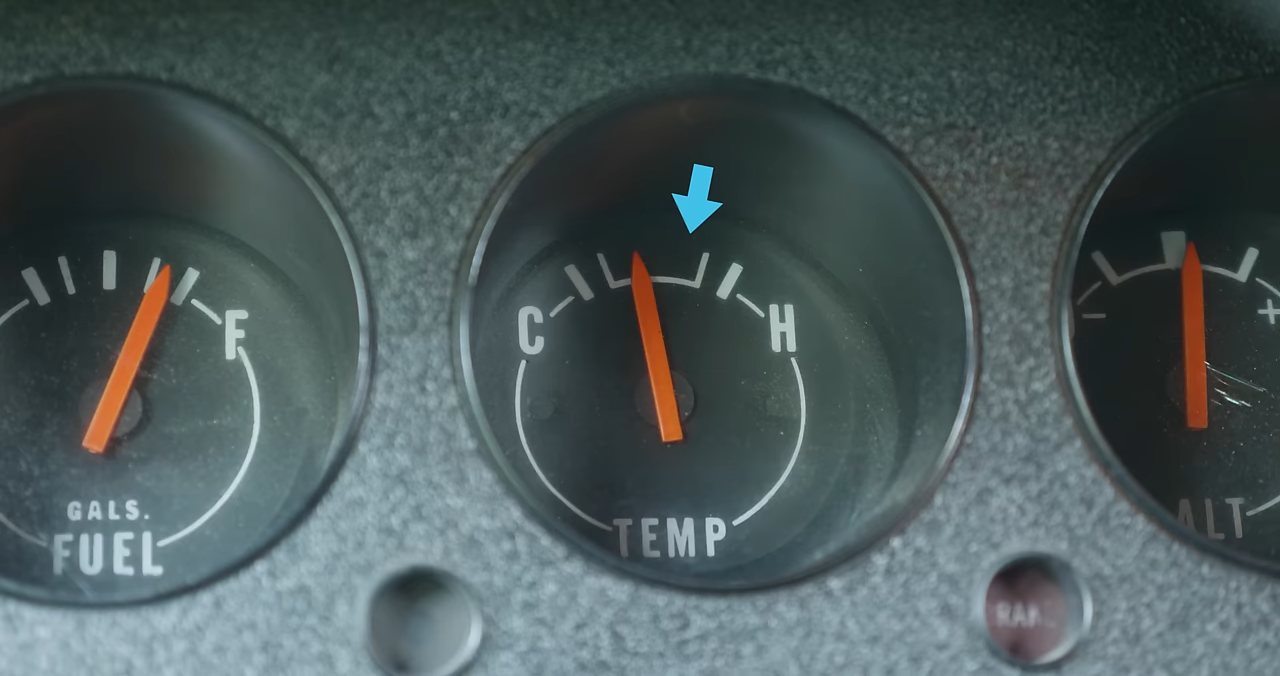 F
GALS.
FUEL
C H
TEMP
- +
ALT